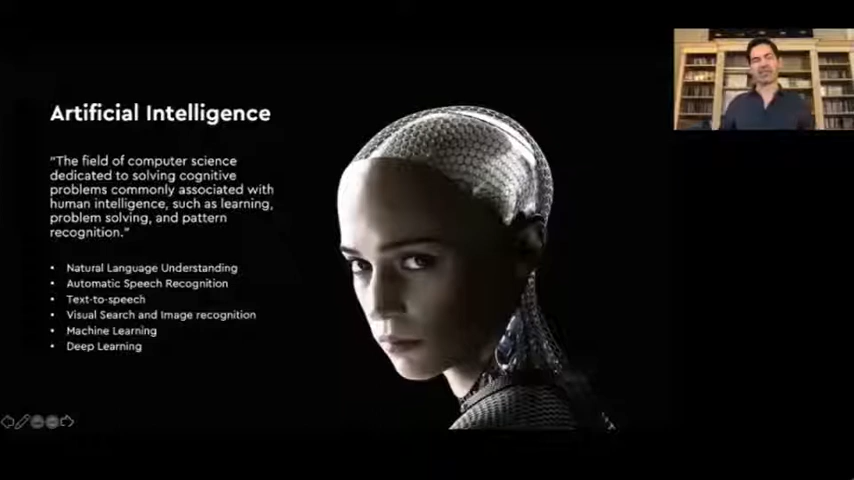 Artificial Intelligence
"The field of computer science
dedicated to solving cognitive
problems commonly associated with
human intelligence, such as learning,
problem solving, and pattern
recognition."
• Natural Language Understanding
• Automatic Speech Recognition
• Text-to-speech
• Visual Search and Image recognition
• Machine Learning
• Deep Learning